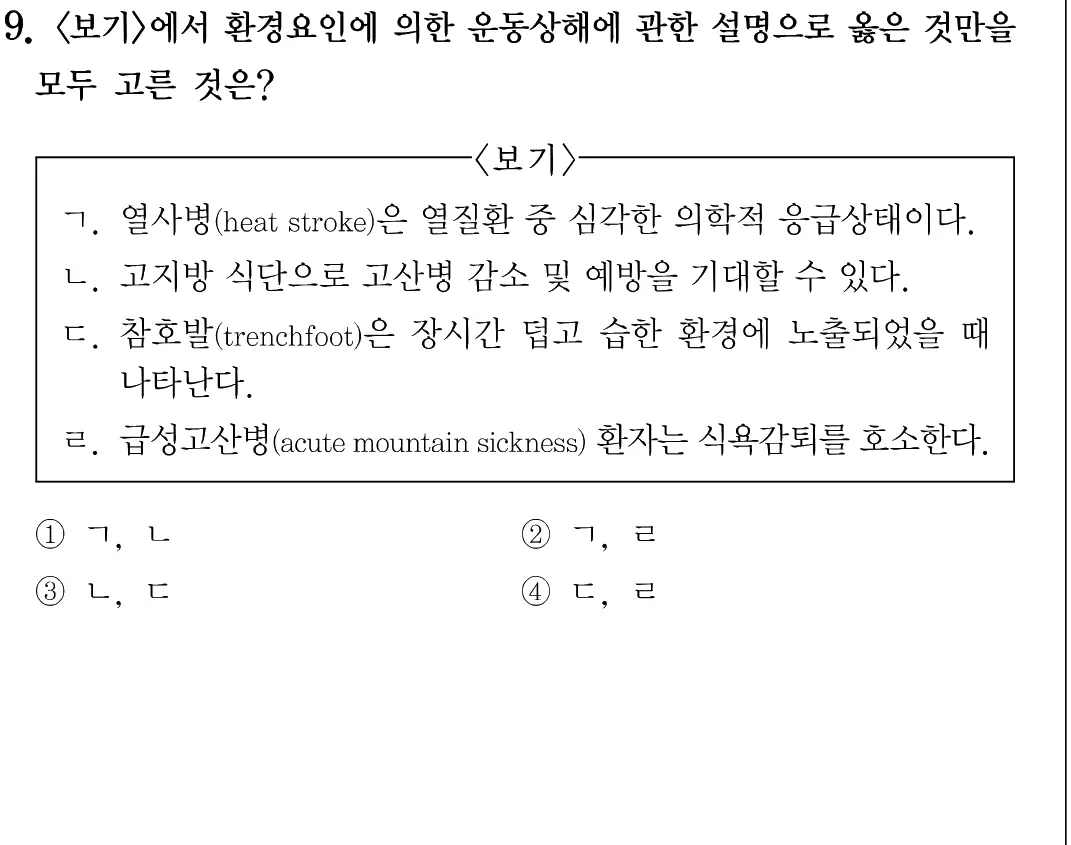 9. 〈보기〉에서 환경요인에 의한 운동상해에 관한 설명으로 옳은 것만을
모두 고른 것은?
〈보기〉
ㄱ. 열사병(heat stroke)은 열질환 중 심각한 의학적 응급상태이다.
ㄴ. 고지방 식단으로 고산병 감소 및 예방을 기대할 수 있다.
ㄷ. 참호발(trenchfoot)은 장시간 덥고 습한 환경에 노출되었을 때
나타난다.
ㄹ. 급성고산병(acute mountain sickness) 환자는 식욕감퇴를 호소한다.
① ㄱ, ㄴ ② ㄱ, ㄹ
③ ㄴ, ㄷ ④ ㄷ, ㄹ